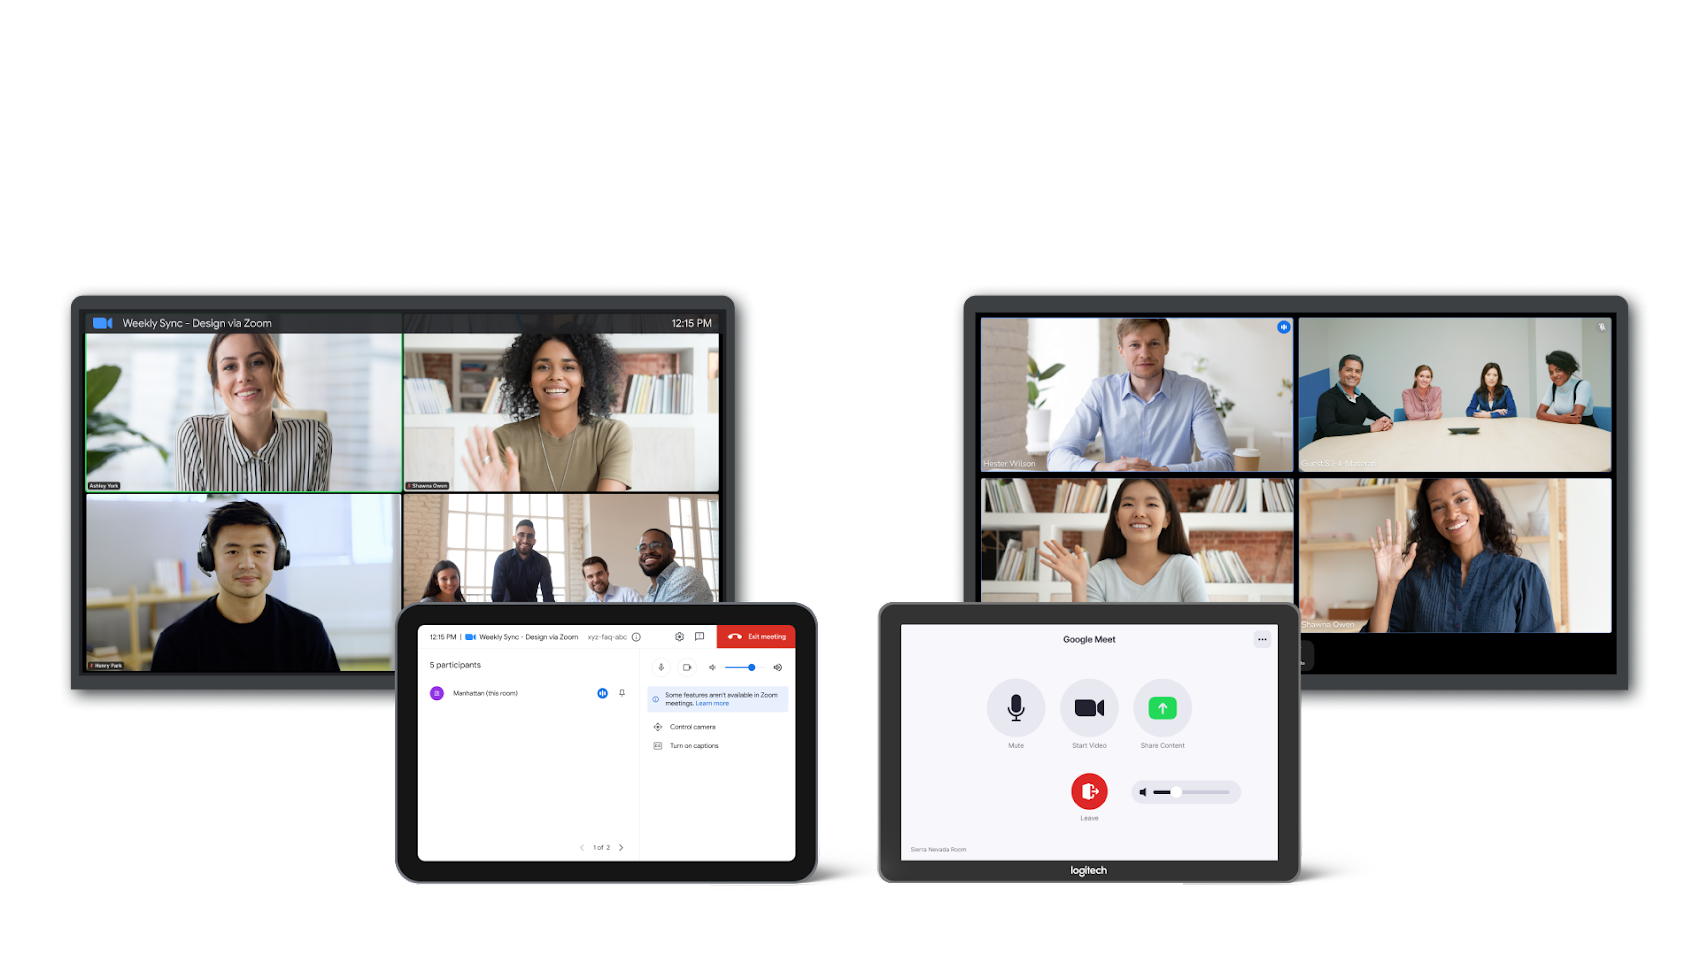 Weekly Sync - Design via Zoom
12:15 PM
Ashley York
Shawna Owen
Henry Park
12:15 PM | Weekly Sync - Design via Zoom xyz-faq-abc
Exit meeting
5 participants
Manhattan (this room)
Some features aren't available in Zoom
meetings. Learn more
Control camera
Turn on captions
1 of 2
Hester Wilson
Shawna Owen
Google Meet
Mute
Start Video
Share Content
Leave
Sierra Nevada Room
logitech